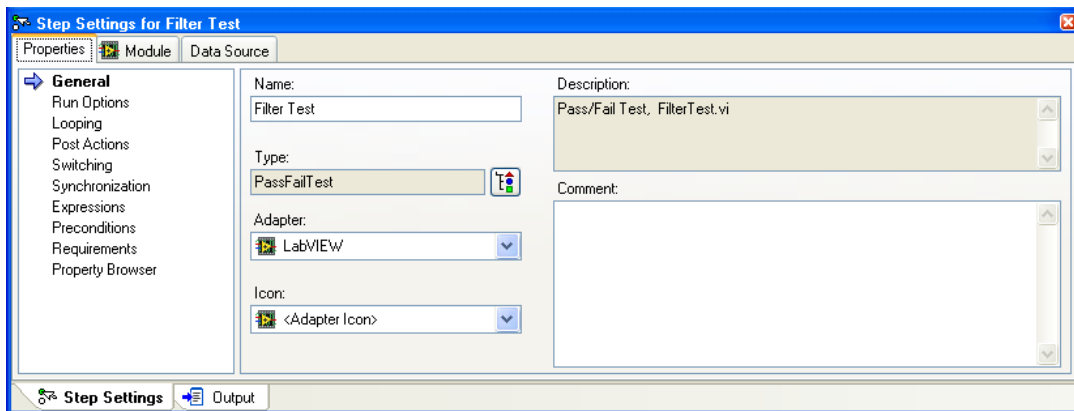 Step Settings for Filter Test
Properties Module Data Source
General
Run Options
Looping
Post Actions
Switching
Synchronization
Expressions
Preconditions
Requirements
Property Browser
Name:
Filter Test
Type:
PassFailTest
Adapter:
LabVIEW
Icon:
<Adapter Icon>
Description:
Pass/Fail Test, FilterTest.vi
Comment:
Step Settings Output